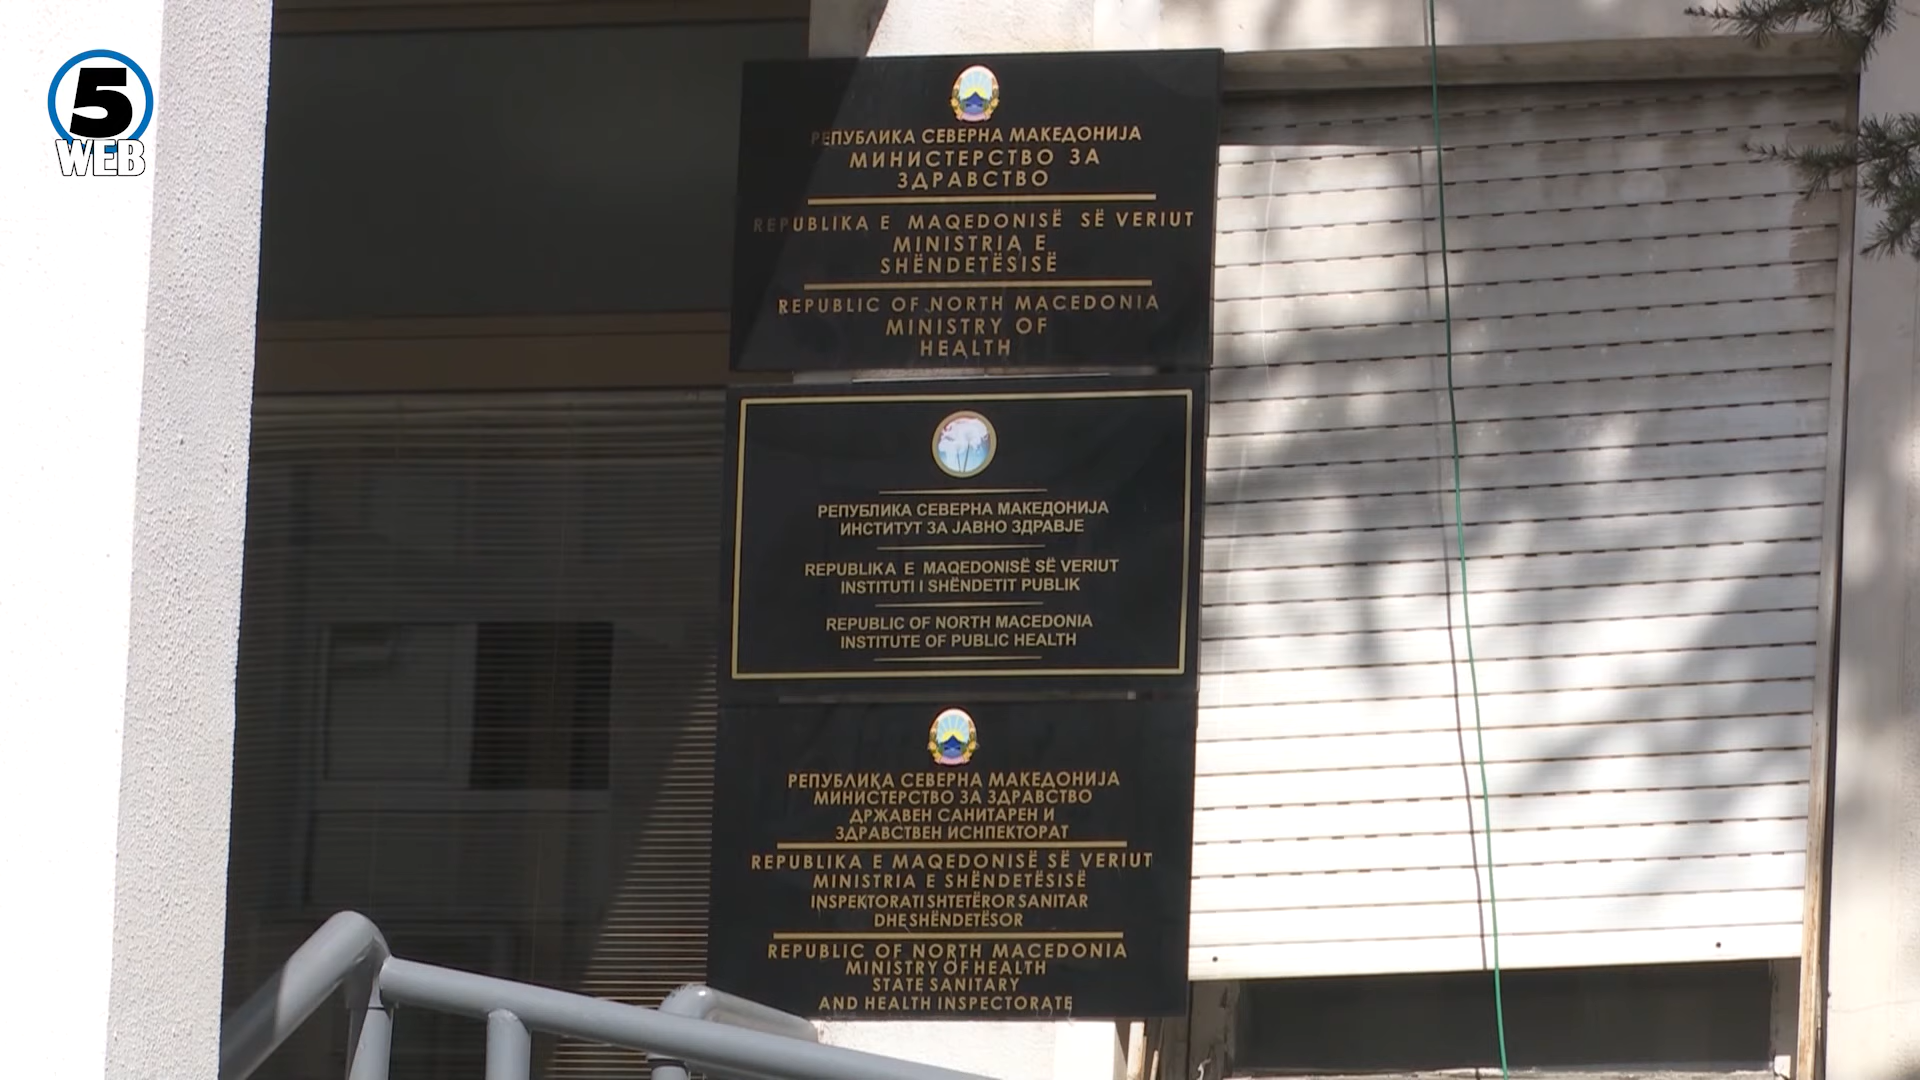 5
WEB
РЕПУБЛИКА СЕВЕРНА МАКЕДОНИЈА
МИНИСТЕРСТВО ЗА
ЗДРАВСТВО
REPUBLIKA E MAQEDONISË SË VERIUT
MINISTRIA E
SHËNDETËSISË
REPUBLIC OF NORTH MACEDONIA
MINISTRY OF
HEALTH
РЕПУБЛИКА СЕВЕРНА МАКЕДОНИЈА
ИНСТИТУТ ЗА ЈАВНО ЗДРАВЈЕ
REPUBLIKA E MAQEDONISË SË VERIUT
INSTITUTI I SHËNDETIT PUBLIK
REPUBLIC OF NORTH MACEDONIA
INSTITUTE OF PUBLIC HEALTH
РЕПУБЛИКА СЕВЕРНА МАКЕДОНИЈА
МИНИСТЕРСТВО ЗА ЗДРАВСТВО
ДРЖАВЕН САНИТАРЕН И
ЗДРАВСТВЕН ИСНПЕКТОРАТ
REPUBLIKA E MAQEDONISË SË VERIUT
MINISTRIA E SHËNDETËSISË
INSPEKTORATI SHTETËROR SANITAR
DHE SHËNDETËSOR
REPUBLIC OF NORTH MACEDONIA
MINISTRY OF HEALTH
STATE SANITARY
AND HEALTH INSPECTORATE